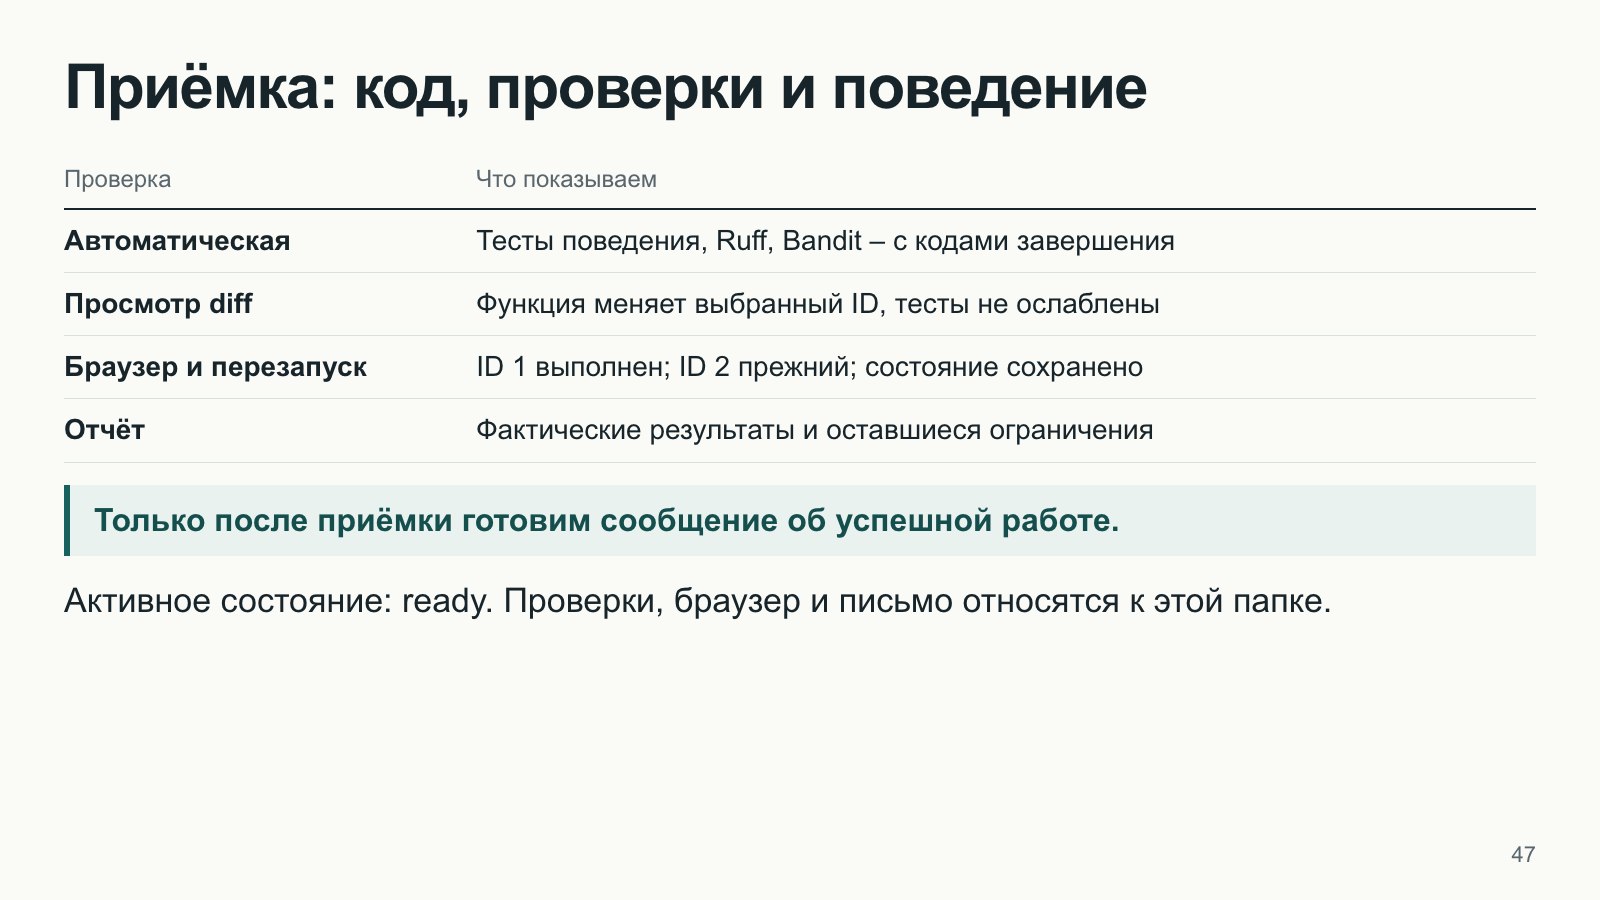 Приёмка: код, проверки и поведение
Проверка Что показываем
Автоматическая Тесты поведения, Ruff, Bandit – с кодами завершения
Просмотр diff Функция меняет выбранный ID, тесты не ослаблены
Браузер и перезапуск ID 1 выполнен; ID 2 прежний; состояние сохранено
Отчёт Фактические результаты и оставшиеся ограничения
Только после приёмки готовим сообщение об успешной работе.
Активное состояние: ready. Проверки, браузер и письмо относятся к этой папке.
47